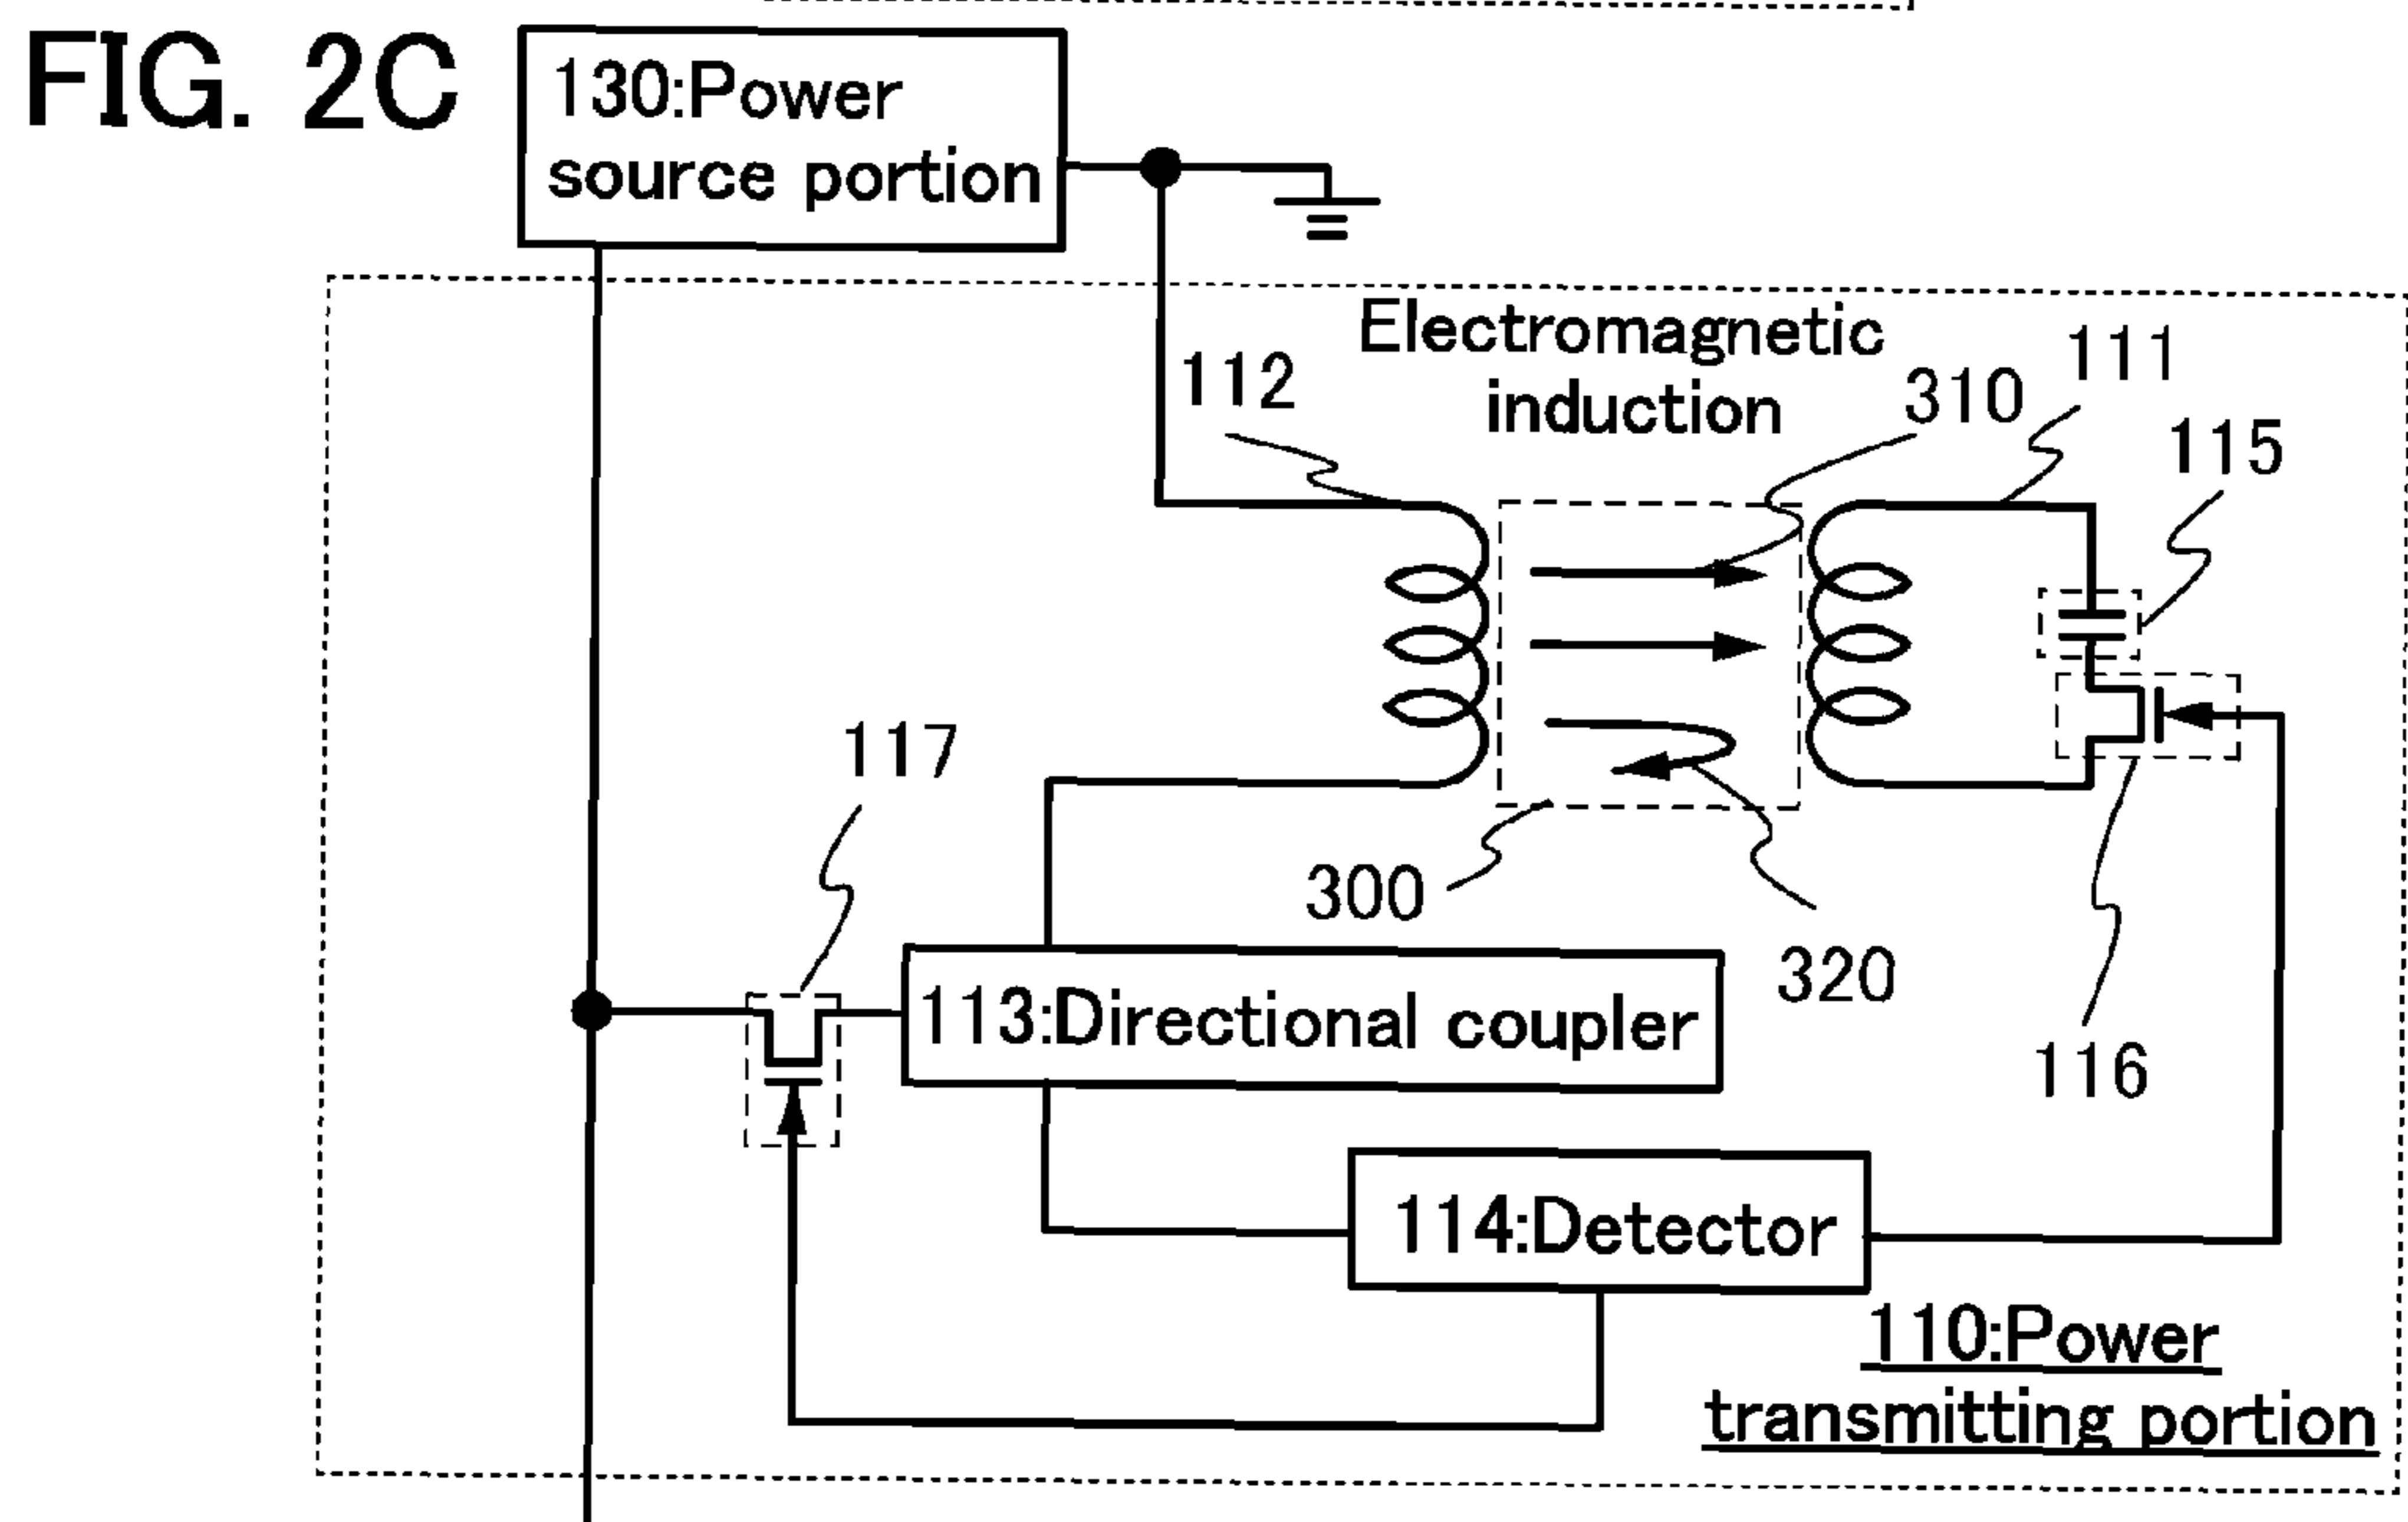 FIG. 2C
130:Power
source portion
Electromagnetic
induction
112
310
111
115
117
300
320
116
113:Directional coupler
114:Detector
110:Power
transmitting portion